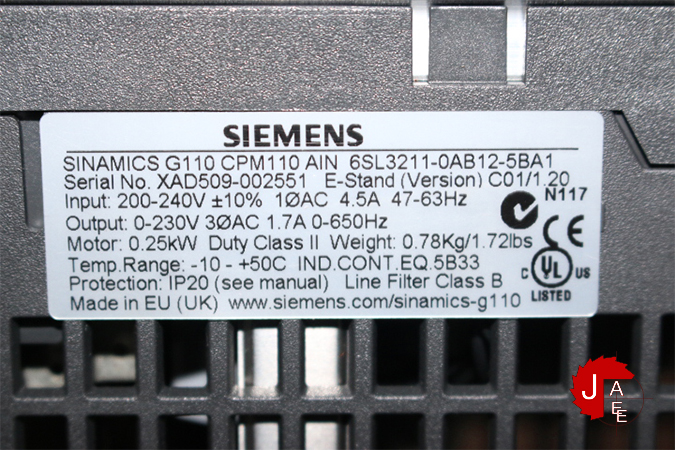 SIEMENS
SINAMICS G110 CPM110 AIN 6SL3211-0AB12-5BA1
Serial No. XAD509-002551 E-Stand (Version) C01/1.20
Input: 200-240V ±10% 1ØAC 4.5A 47-63Hz
N117
Output: 0-230V 3ØAC 1.7A 0-650Hz
CE
Motor: 0.25kW Duty Class II Weight: 0.78Kg/1.72lbs
Temp.Range: -10 - +50C IND.CONT.EQ.5B33
C UL US
Protection: IP20 (see manual) Line Filter Class B
LISTED
Made in EU (UK) www.siemens.com/sinamics-g110
J A E E